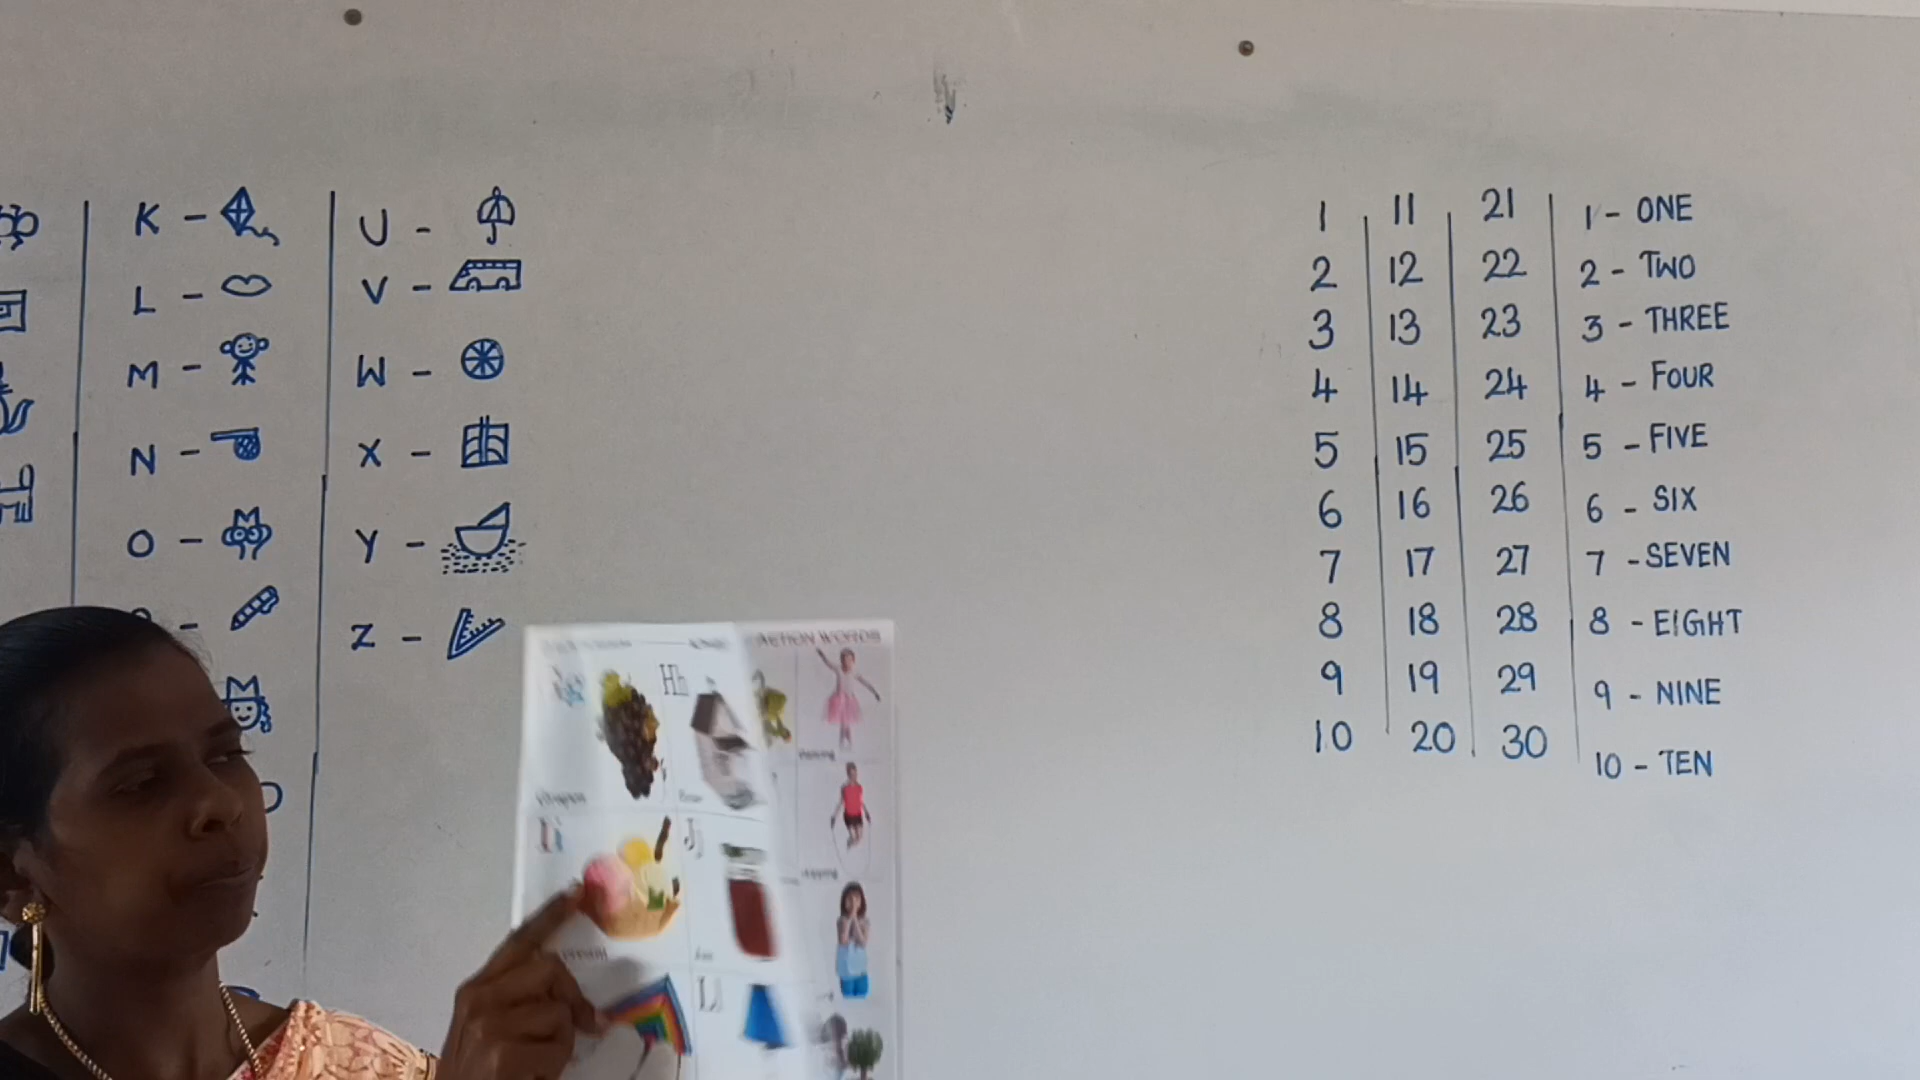 K -
L -
M -
N -
O -
U -
V -
W -
X -
Y -
Z -
1 11 21 1 - ONE
2 12 22 2 - TWO
3 13 23 3 - THREE
4 14 24 4 - FOUR
5 15 25 5 - FIVE
6 16 26 6 - SIX
7 17 27 7 - SEVEN
8 18 28 8 - EIGHT
9 19 29 9 - NINE
10 20 30 10 - TEN
ACTION WORDS
Hh
Ii
Jj
Ll